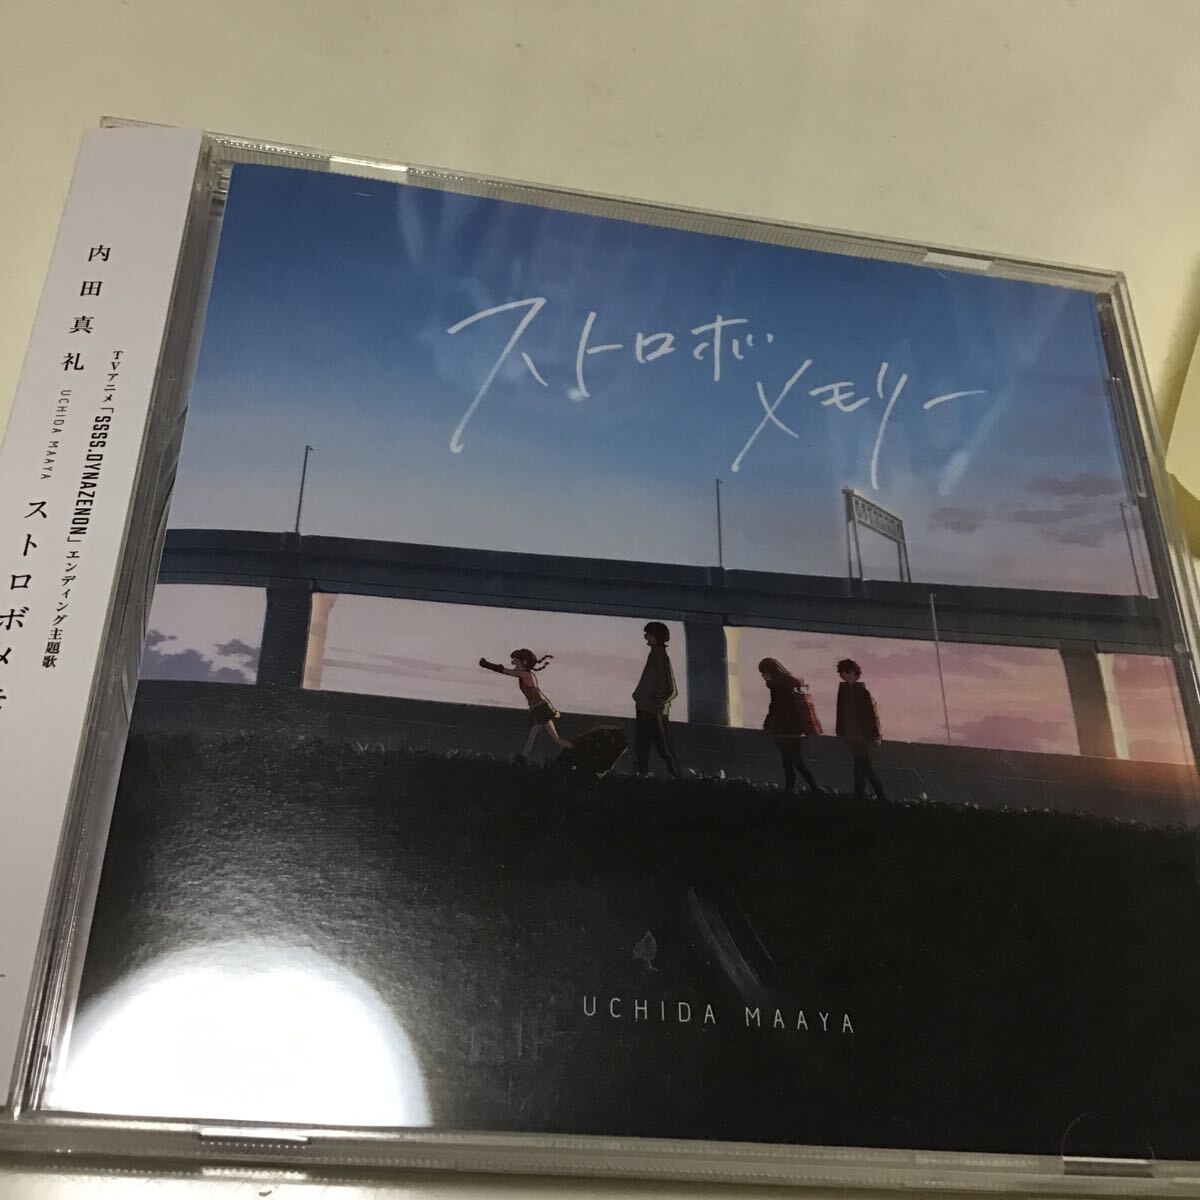 内田真礼
UCHIDA MAAYA
ストロボメモ
TVアニメ「SSSS.DYNAZENON」エンディング主題歌
ストロボ
メモリー
UCHIDA MAAYA